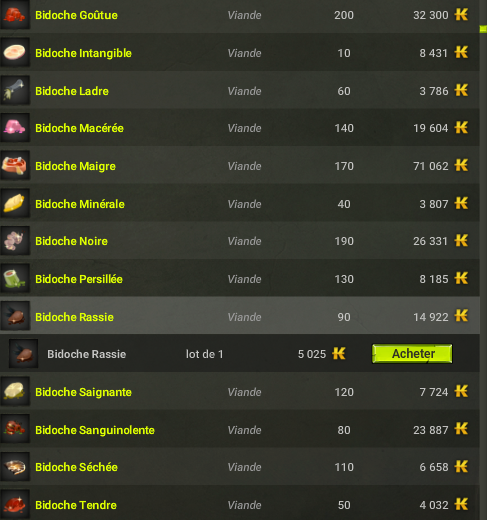 Bidoche Goûtue Viande 200 32 300
Bidoche Intangible Viande 10 8 431
Bidoche Ladre Viande 60 3 786
Bidoche Macérée Viande 140 19 604
Bidoche Maigre Viande 170 71 062
Bidoche Minérale Viande 40 3 807
Bidoche Noire Viande 190 26 331
Bidoche Persillée Viande 130 8 185
Bidoche Rassie Viande 90 14 922
Bidoche Rassie lot de 1 5 025 Acheter
Bidoche Saignante Viande 120 7 724
Bidoche Sanguinolente Viande 80 23 887
Bidoche Séchée Viande 110 6 658
Bidoche Tendre Viande 50 4 032